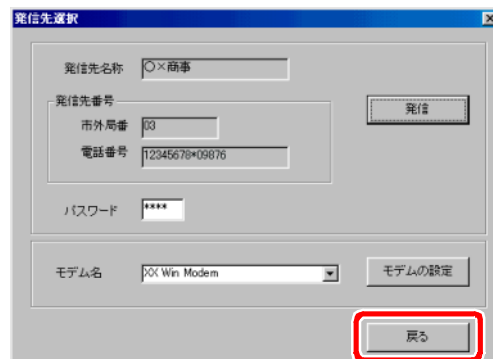 発信先選択
発信先名称 ○×商事
発信先番号
発信
市外局番 03
電話番号 12345678*09876
パスワード ****
モデム名 XX Win Modem モデムの設定
戻る